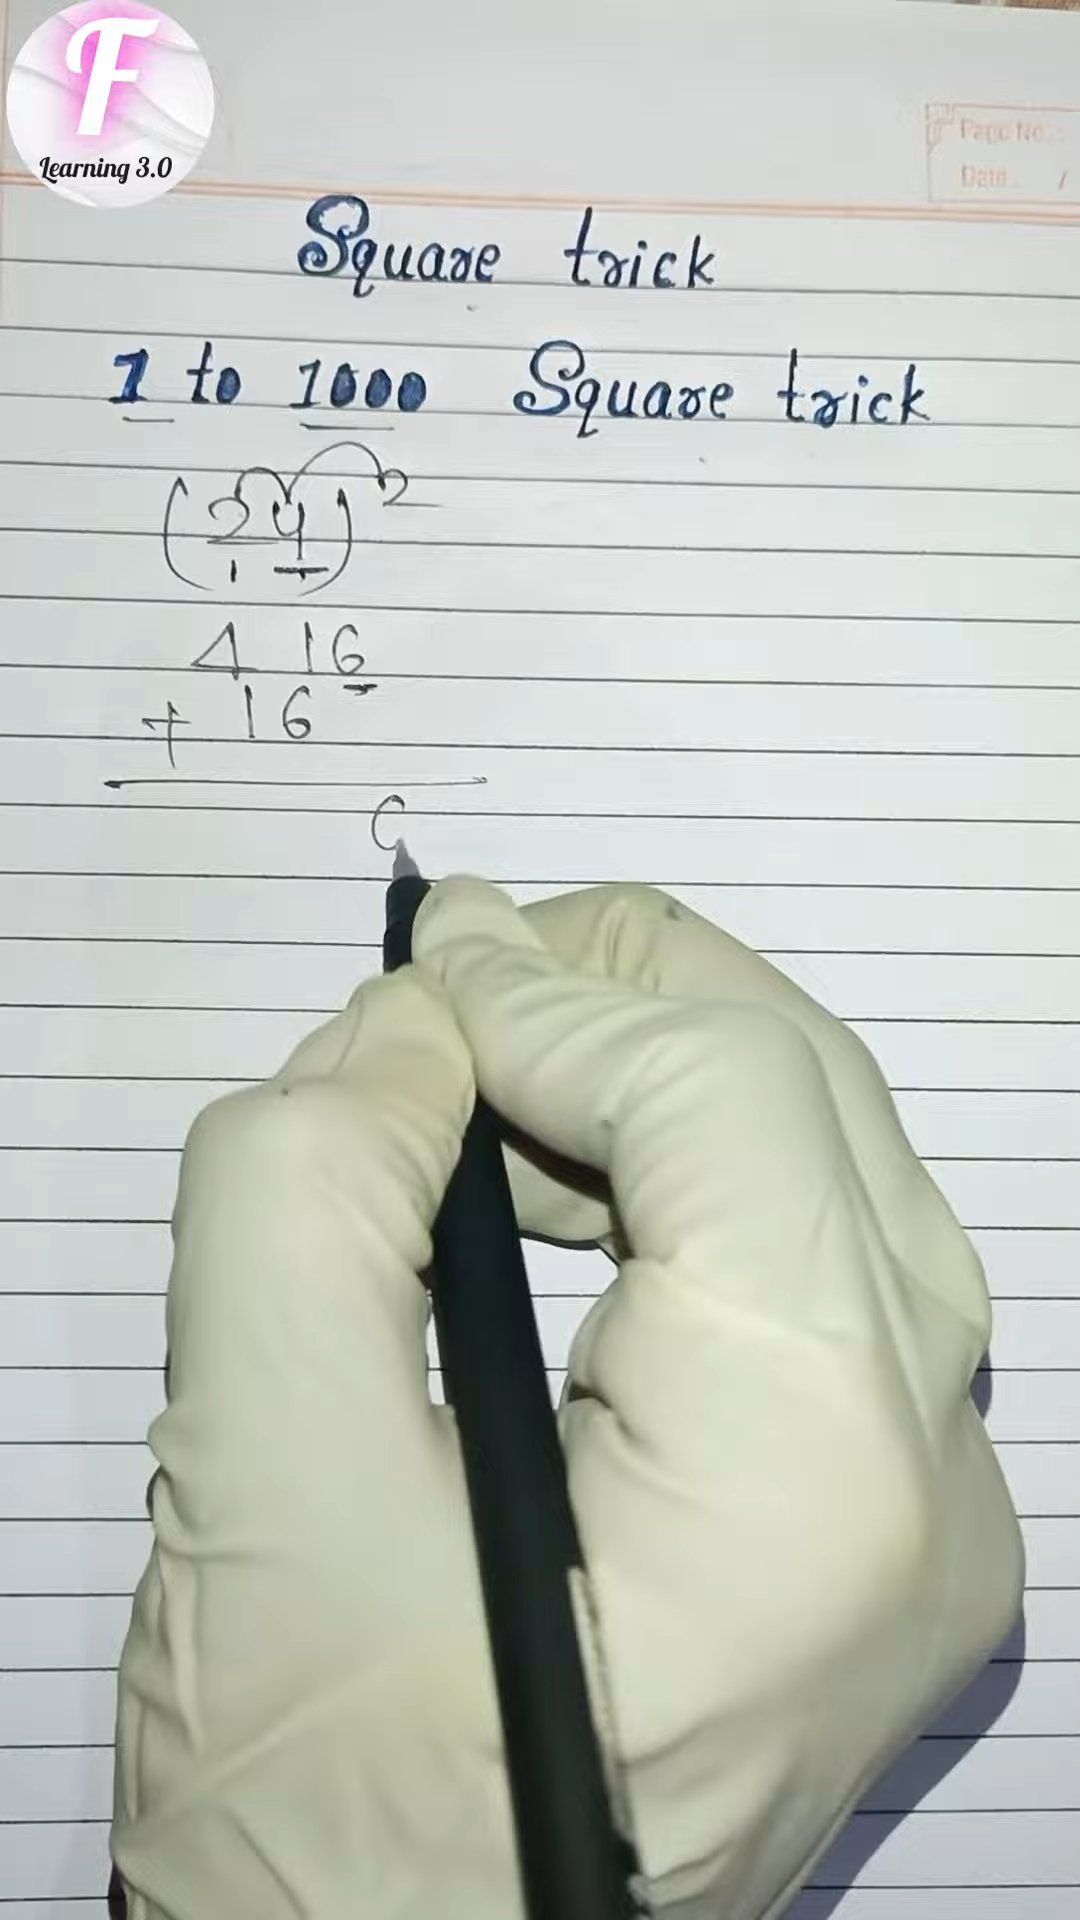 F
Learning 3.0
Page No.:
Date: /
Square trick
1 to 1000 Square trick
(24)2
4 16
+ 16